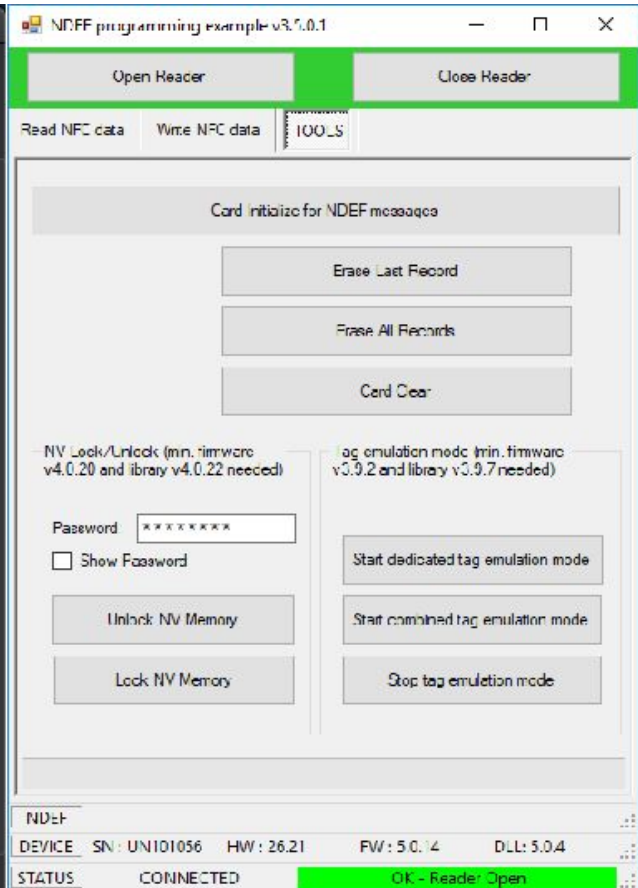 NDEF programming example v3.5.0.1
Open Reader
Close Reader
Read NFC data
Write NFC data
TOOLS
Card Initialize for NDEF messages
Erase Last Record
Erase All Records
Card Clear
NV Lock/Unlock (min. firmware
v4.0.20 and library v4.0.22 needed)
Password
********
Show Password
Unlock NV Memory
Lock NV Memory
Tag emulation mode (min. firmware
v3.9.2 and library v3.9.7 needed)
Start dedicated tag emulation mode
Start combined tag emulation mode
Stop tag emulation mode
NDEF
DEVICE SN : UN101056 HW : 26.21 FW : 5.0.14 DLL: 5.0.4
STATUS CONNECTED OK - Reader Open